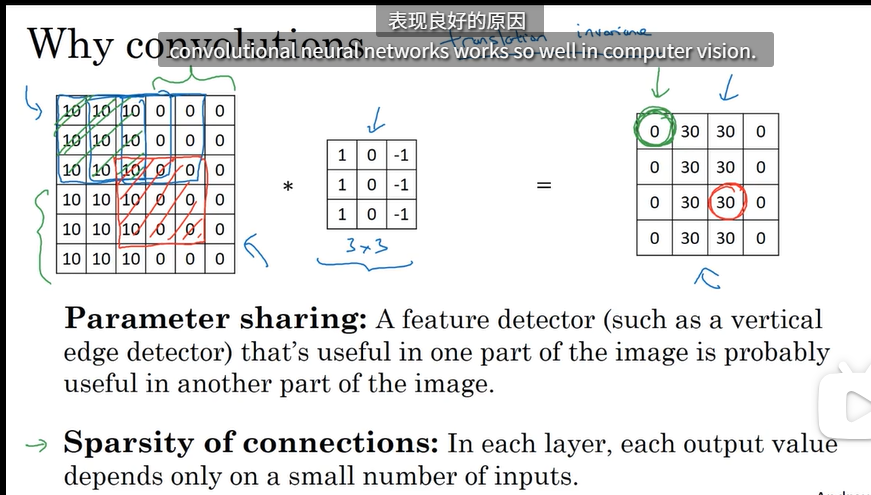 表现良好的原因
Why convolutions
translation invariance
convolutional neural networks works so well in computer vision.
10 10 10 0 0 0
10 10 10 0 0 0
10 10 10 0 0 0
10 10 10 0 0 0
10 10 10 0 0 0
10 10 10 0 0 0
*
1 0 -1
1 0 -1
1 0 -1
3×3
=
0 30 30 0
0 30 30 0
0 30 30 0
0 30 30 0
Parameter sharing: A feature detector (such as a vertical
edge detector) that's useful in one part of the image is probably
useful in another part of the image.
→ Sparsity of connections: In each layer, each output value
depends only on a small number of inputs.